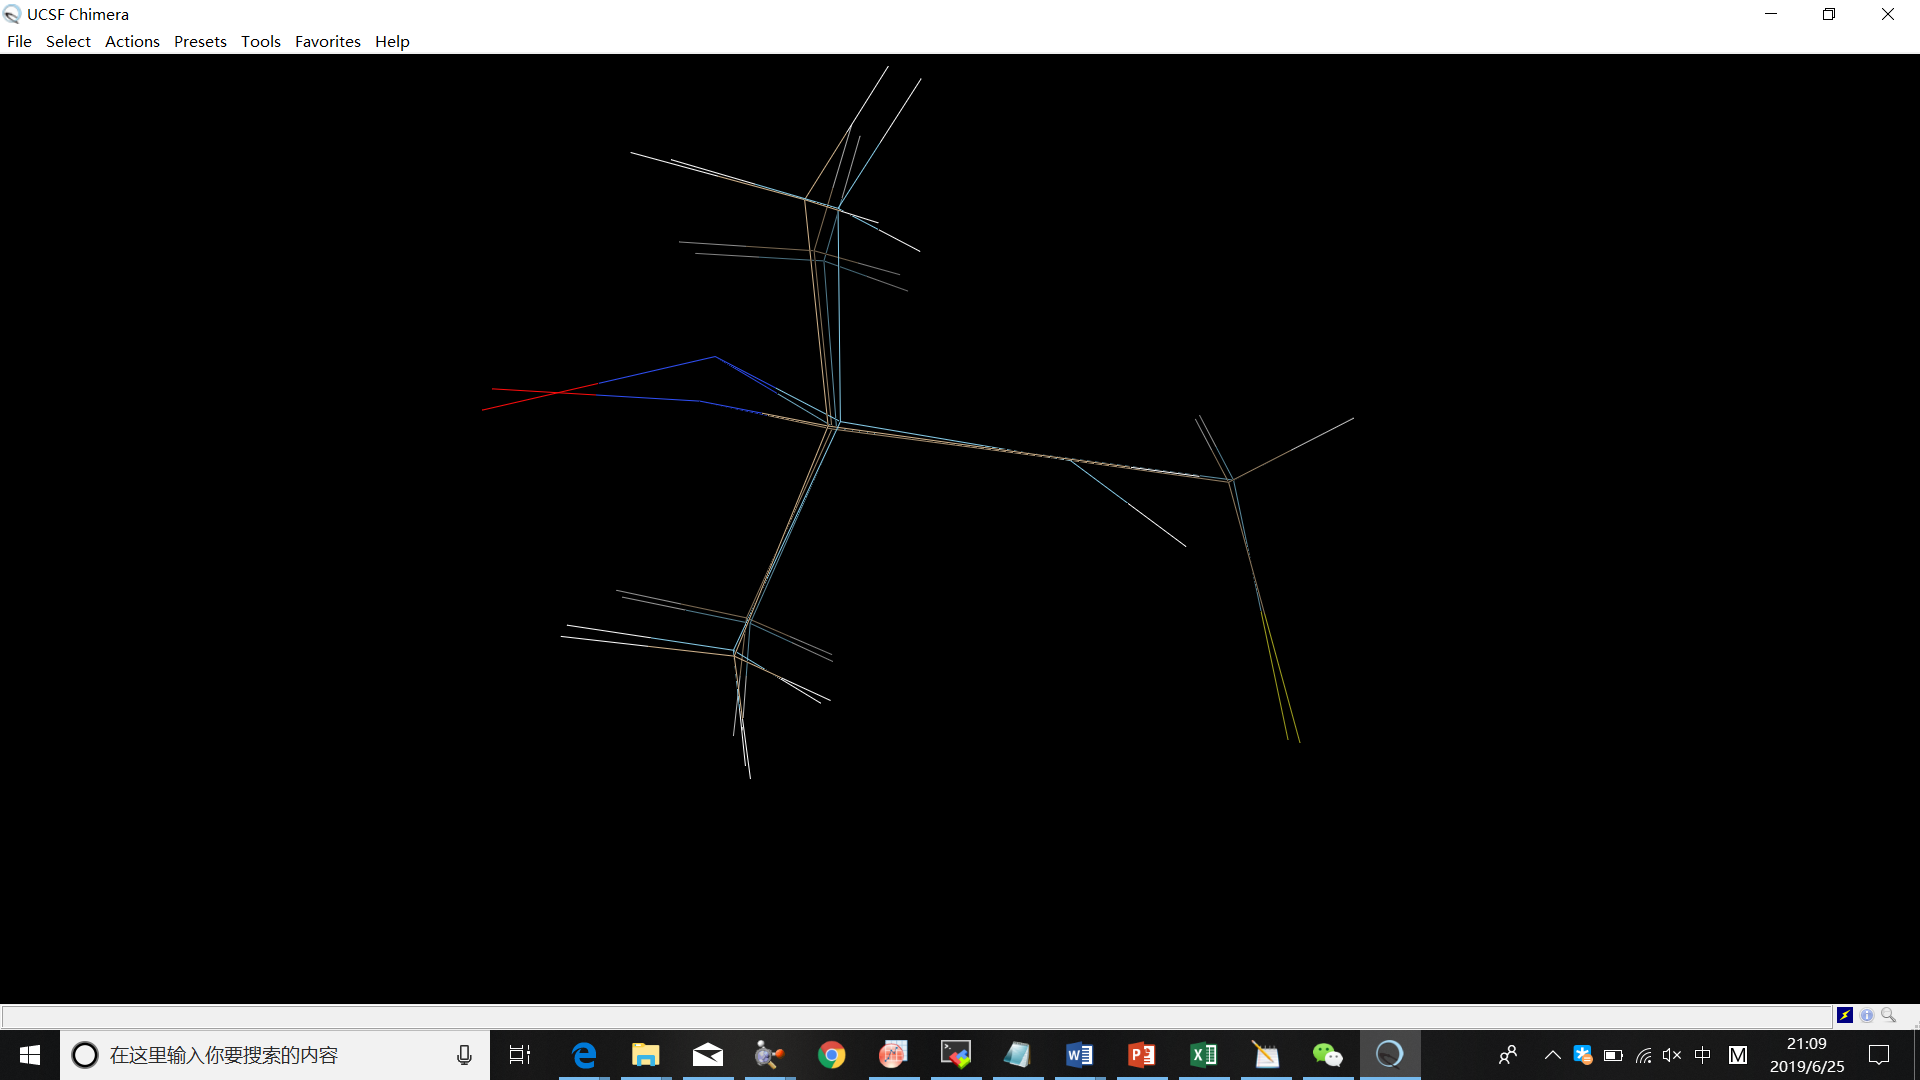 UCSF Chimera
File Select Actions Presets Tools Favorites Help
在这里输入你要搜索的内容
中
M
21:09
2019/6/25